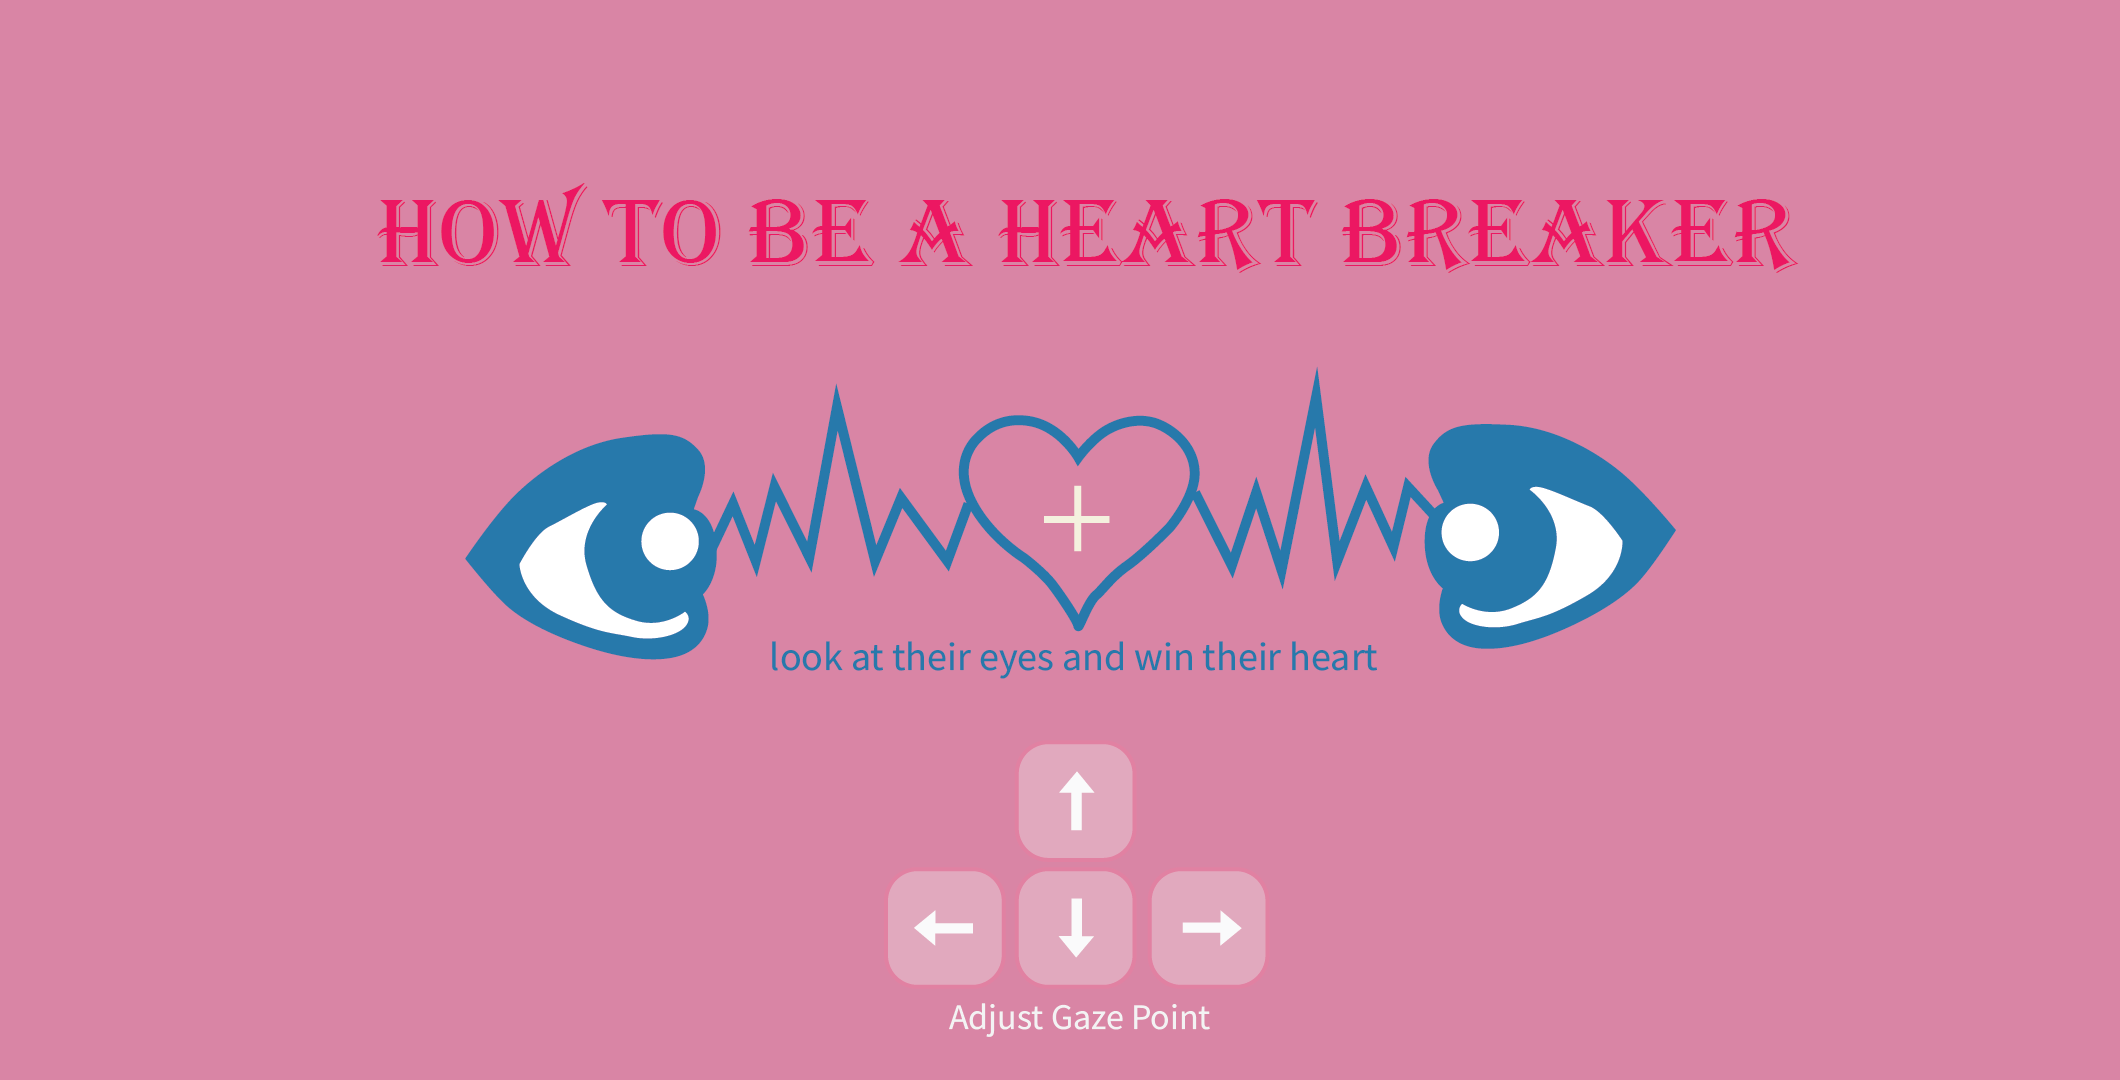 HOW TO BE A HEART BREAKER
look at their eyes and win their heart
Adjust Gaze Point